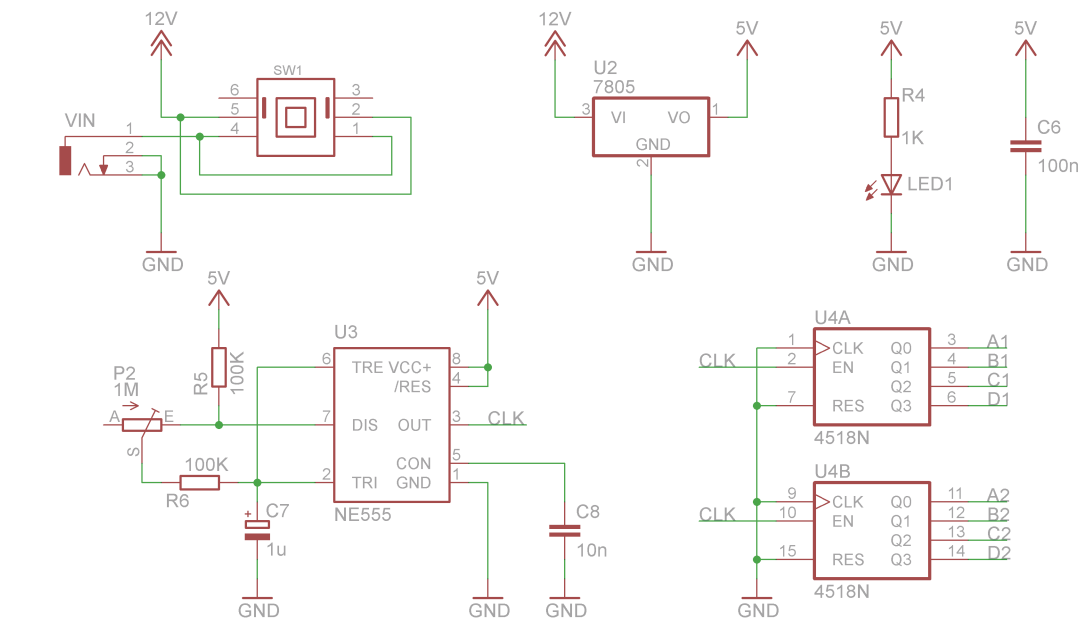 12V
SW1
6
5
4
3
2
1
VIN
1
2
3
GND
12V
5V
U2
7805
3
VI
VO
1
GND
2
GND
5V
R4
1K
LED1
GND
5V
C6
100n
GND
5V
R5
100K
P2
1M
A
E
S
100K
R6
C7
+
1u
GND
5V
U3
6
TRE
VCC+
8
/RES
4
7
DIS
OUT
3
CLK
CON
5
2
TRI
GND
1
NE555
GND
C8
10n
GND
U4A
CLK
1
CLK
Q0
3
A1
2
EN
Q1
4
B1
Q2
5
C1
7
RES
Q3
6
D1
4518N
U4B
CLK
9
CLK
Q0
11
A2
10
EN
Q1
12
B2
Q2
13
C2
15
RES
Q3
14
D2
4518N
GND